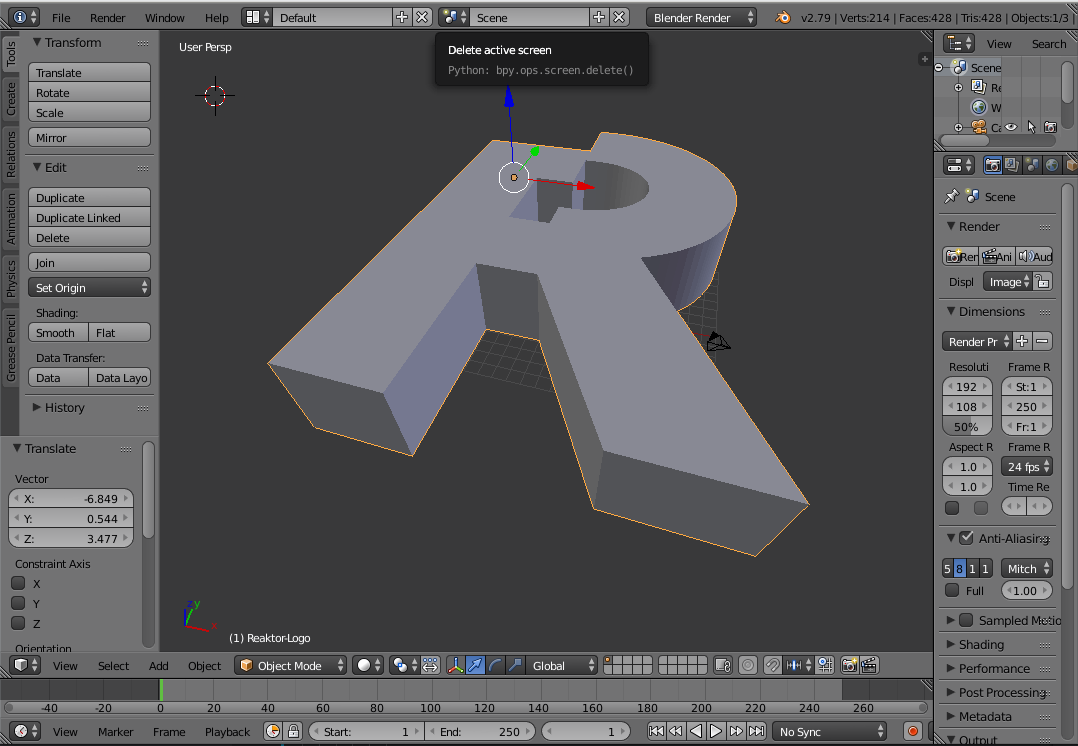 File Render Window Help Default Scene Blender Render v2.79 | Verts:214 | Faces:428 | Tris:428 | Objects:1/3 |
Delete active screen
Python: bpy.ops.screen.delete()
Tools
Create
Relations
Animation
Physics
Grease Pencil
Transform
Translate
Rotate
Scale
Mirror
Edit
Duplicate
Duplicate Linked
Delete
Join
Set Origin
Shading:
Smooth Flat
Data Transfer:
Data Data Layo
History
Translate
Vector
X: -6.849
Y: 0.544
Z: 3.477
Constraint Axis
X
Y
Z
Orientation
User Persp
z y
x
(1) Reaktor-Logo
View Select Add Object Object Mode Global
-40 -20 0 20 40 60 80 100 120 140 160 180 200 220 240 260
View Marker Frame Playback Start: 1 End: 250 1 No Sync
View Search
Scene
Re
W
Ca
Scene
Render
Ren Ani Aud
Displ Image
Dimensions
Render Pr
Resoluti Frame R
192 St:1
108 250
50% Fr:1
Aspect R Frame R
1.0 24 fps
1.0 Time Re
Anti-Aliasing
5 8 1 1 Mitch
Full 1.00
Sampled Motio
Shading
Performance
Post Processing
Metadata
Output